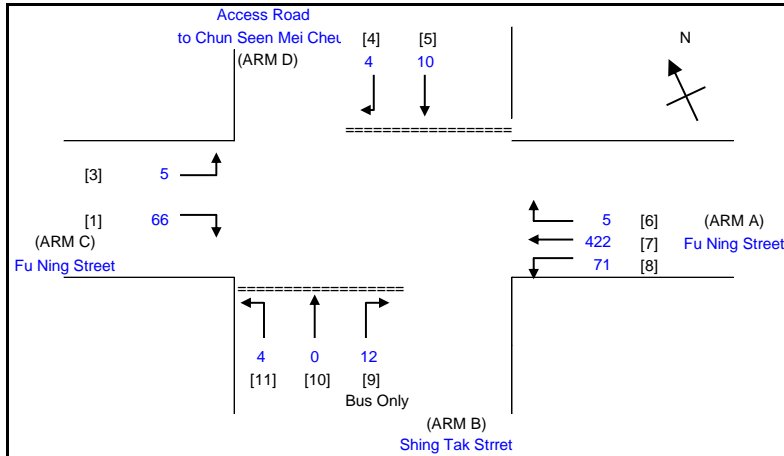 Access Road
to Chun Seen Mei Cheu [4] [5] N
(ARM D) 4 10
=================
[3] 5
5 [6] (ARM A)
[1] 66
(ARM C) 422 [7] Fu Ning Street
Fu Ning Street 71 [8]
=================
4 0 12
[11] [10] [9]
Bus Only
(ARM B)
Shing Tak Strret